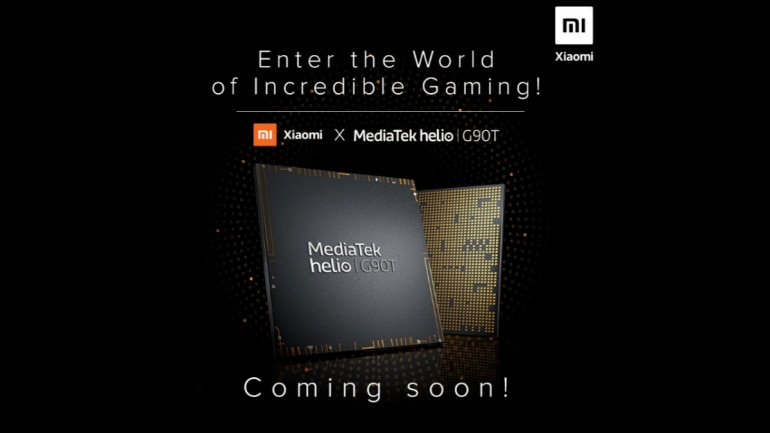 mi
Xiaomi
Enter the World
of Incredible Gaming!
mi Xiaomi X MediaTek helio | G90T
MediaTek
helio | G90T
Coming soon!